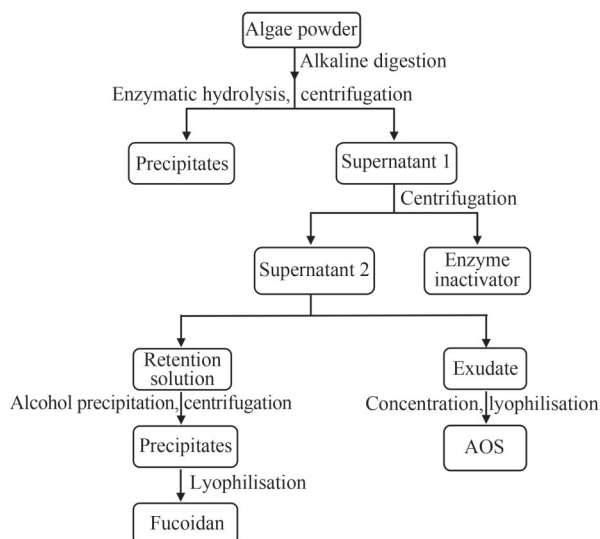 Algae powder
Alkaline digestion
Enzymatic hydrolysis, centrifugation
Precipitates
Supernatant 1
Centrifugation
Supernatant 2
Enzyme
inactivator
Retention
solution
Exudate
Alcohol precipitation, centrifugation
Concentration, lyophilisation
Precipitates
AOS
Lyophilisation
Fucoidan